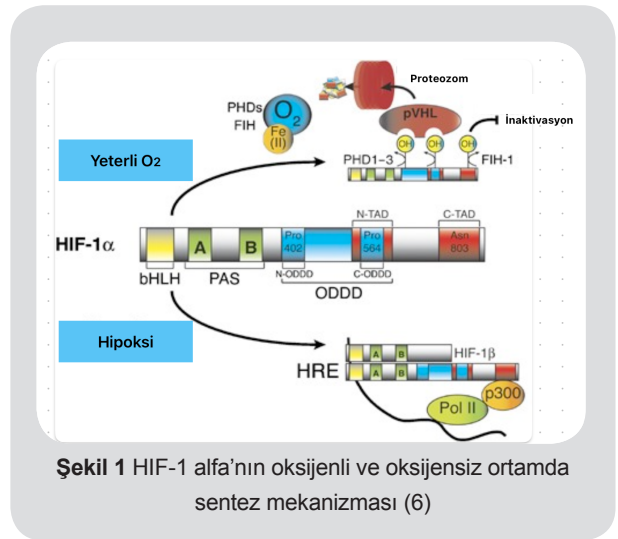 Proteozom
PHDs
FIH
O2
Fe
(II)
pVHL
İnaktivasyon
OH
OH
OH
Yeterli O2
PHD1–3
FIH-1
HIF-1α
A
B
Pro
402
N-TAD
Pro
564
C-TAD
Asn
803
bHLH
PAS
N-ODDD
C-ODDD
ODDD
Hipoksi
HRE
A
B
HIF-1β
A
B
p300
Pol II
Şekil 1 HIF-1 alfa’nın oksijenli ve oksijensiz ortamda
sentez mekanizması (6)